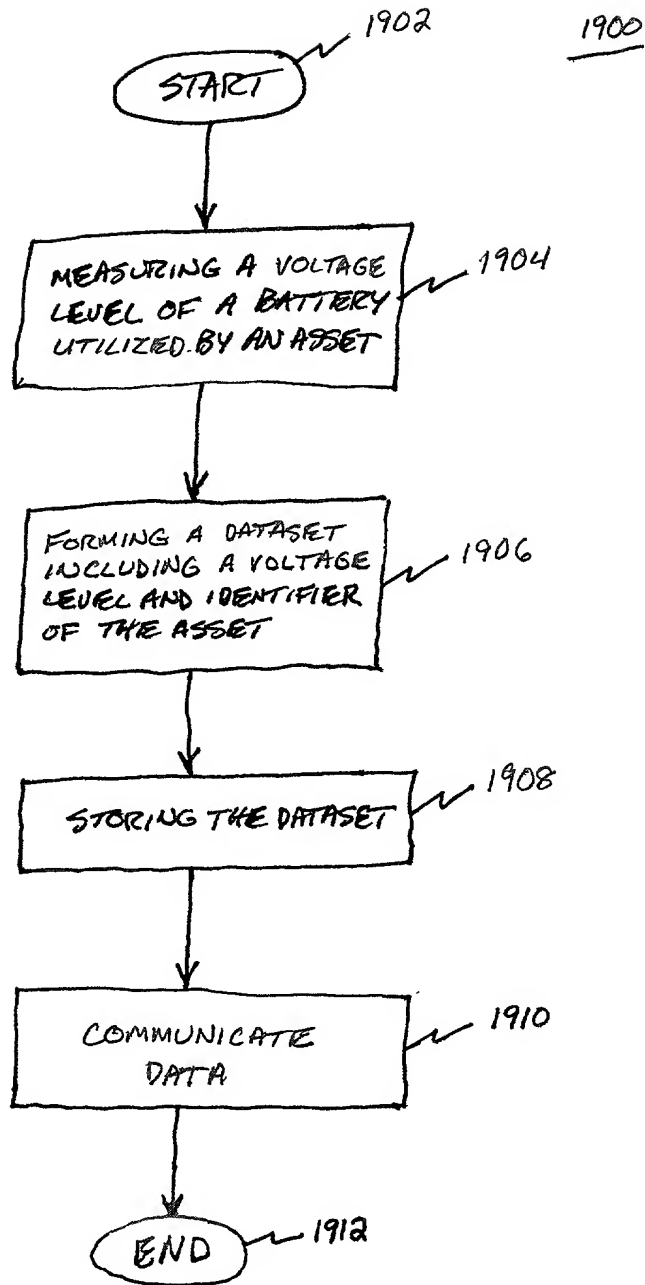 1902
1900
START
MEASURING A VOLTAGE
LEVEL OF A BATTERY
UTILIZED BY AN ASSET
1904
FORMING A DATASET
INCLUDING A VOLTAGE
LEVEL AND IDENTIFIER
OF THE ASSET
1906
STORING THE DATASET
1908
COMMUNICATE
DATA
1910
END
1912